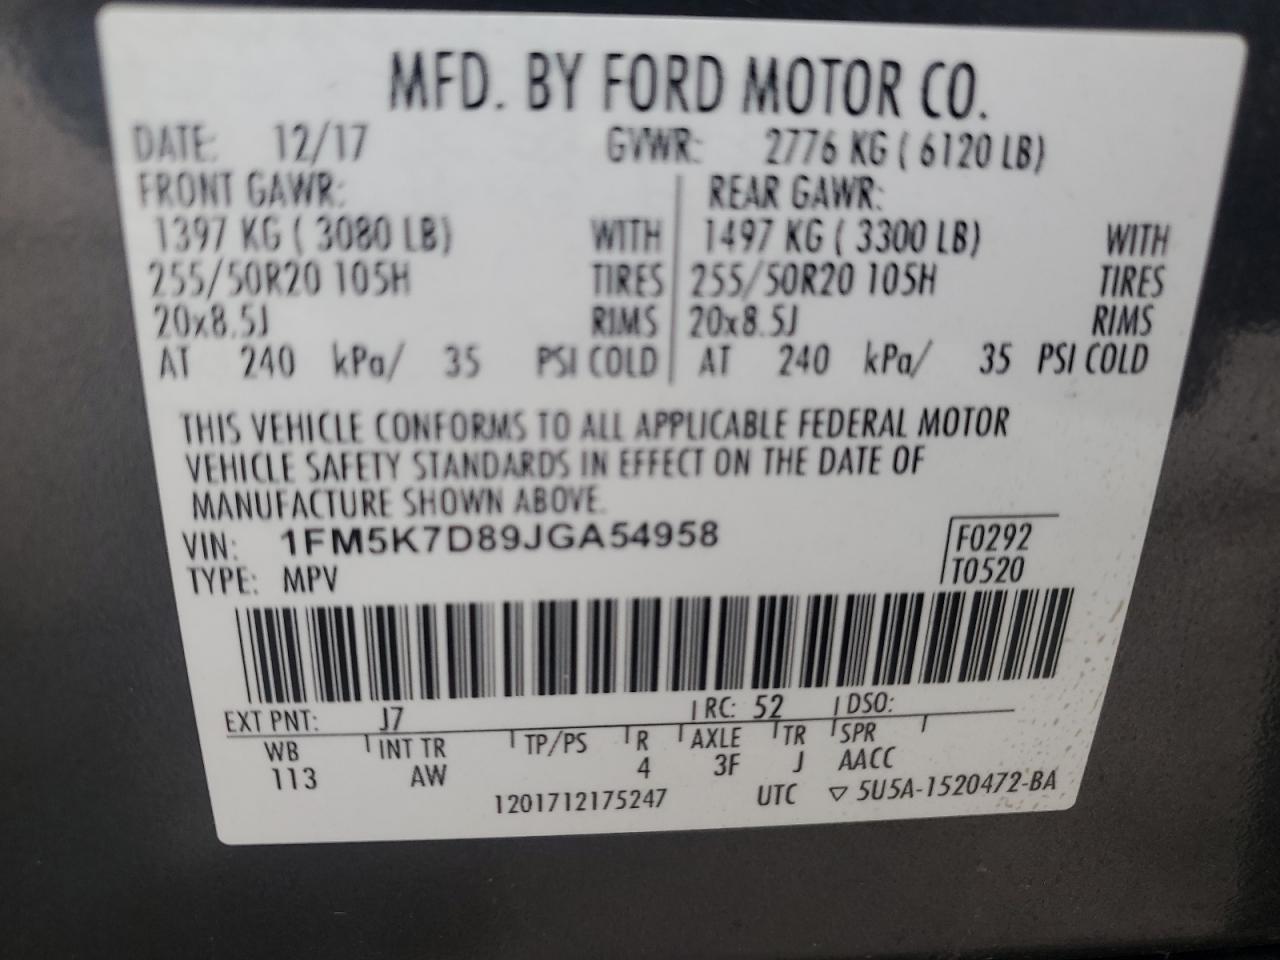 MFD. BY FORD MOTOR CO.
DATE: 12/17 GVWR: 2776 KG ( 6120 LB)
FRONT GAWR: REAR GAWR:
1397 KG ( 3080 LB) WITH 1497 KG ( 3300 LB) WITH
255/50R20 105H TIRES 255/50R20 105H TIRES
20x8.5J RIMS 20x8.5J RIMS
AT 240 kPa/ 35 PSI COLD AT 240 kPa/ 35 PSI COLD
THIS VEHICLE CONFORMS TO ALL APPLICABLE FEDERAL MOTOR
VEHICLE SAFETY STANDARDS IN EFFECT ON THE DATE OF
MANUFACTURE SHOWN ABOVE.
VIN: 1FM5K7D89JGA54958 F0292
TYPE: MPV T0520
EXT PNT: J7 RC: 52 DSO:
WB INT TR TP/PS R AXLE TR SPR
113 AW 4 3F J AACC
1201712175247 UTC ▽ 5U5A-1520472-BA